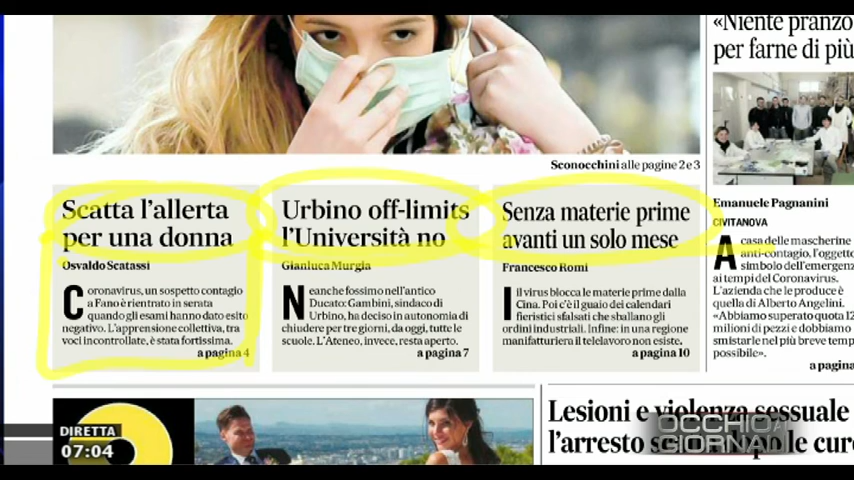 «Niente pranzo
per farne di più
Sconocchini alle pagine 2 e 3
Scatta l'allerta
per una donna
Osvaldo Scatassi
Coronavirus, un sospetto contagio
a Fano è rientrato in serata
quando gli esami hanno dato esito
negativo. L'apprensione collettiva, tra
voci incontrollate, è stata fortissima.
a pagina 4
Urbino off-limits
l'Università no
Gianluca Murgia
Neanche fossimo nell'antico
Ducato: Gambini, sindaco di
Urbino, ha deciso in autonomia di
chiudere per tre giorni, da oggi, tutte le
scuole. L'Ateneo, invece, resta aperto.
a pagina 7
Senza materie prime
avanti un solo mese
Francesco Romi
Il virus blocca le materie prime dalla
Cina. Poi c'è il guaio dei calendari
fieristici sfalsati che sballano gli
ordini industriali. Infine: in una regione
manifatturiera il telelavoro non esiste.
a pagina 10
Emanuele Pagnanini
CIVITANOVA
A casa delle mascherine
anti-contagio, l'oggetto
simbolo dell'emergenza
ai tempi del Coronavirus.
L'azienda che le produce è
quella di Alberto Angelini.
«Abbiamo superato quota 12
milioni di pezzi e dobbiamo
smistarle nel più breve tempo
possibile».
a pagina
Lesioni e violenza sessuale
l'arresto dopo le cure
DIRETTA
07:04
OCCHIO AI
GIORNALI